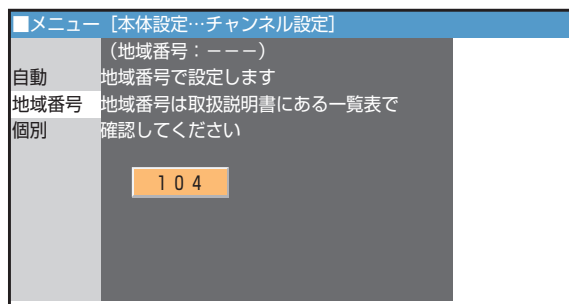 ■メニュー [本体設定…チャンネル設定]
(地域番号：－－－)
自動 地域番号で設定します
地域番号 地域番号は取扱説明書にある一覧表で
個別 確認してください
１０４